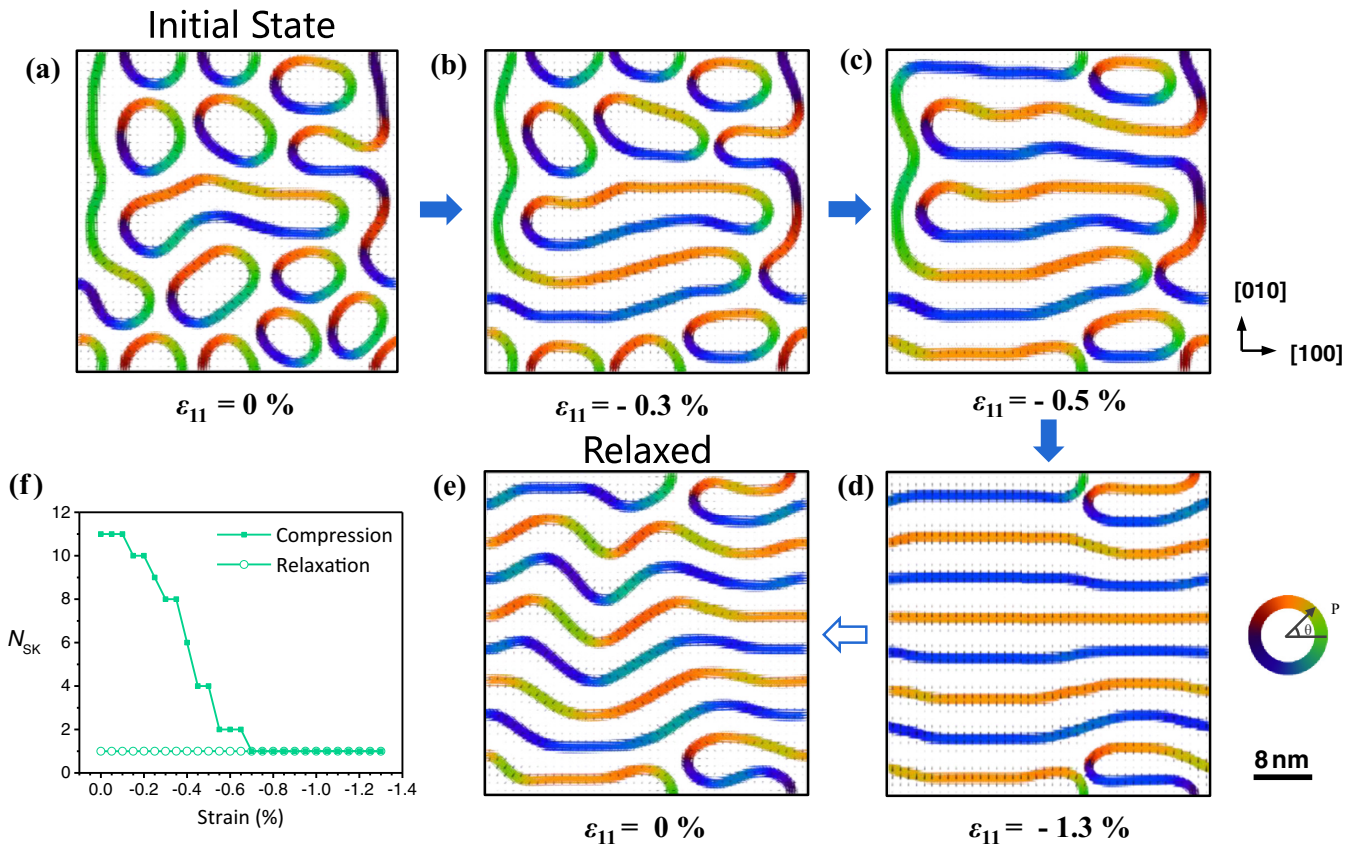 Initial State
(a)
(b)
(c)
ε11 = 0 %
ε11 = - 0.3 %
ε11 = - 0.5 %
[010]
[100]
Relaxed
(f)
(e)
(d)
12
10
8
6
4
2
0
NSK
Compression
Relaxation
0.0 -0.2 -0.4 -0.6 -0.8 -1.0 -1.2 -1.4
Strain (%)
P
θ
8 nm
ε11 = 0 %
ε11 = - 1.3 %